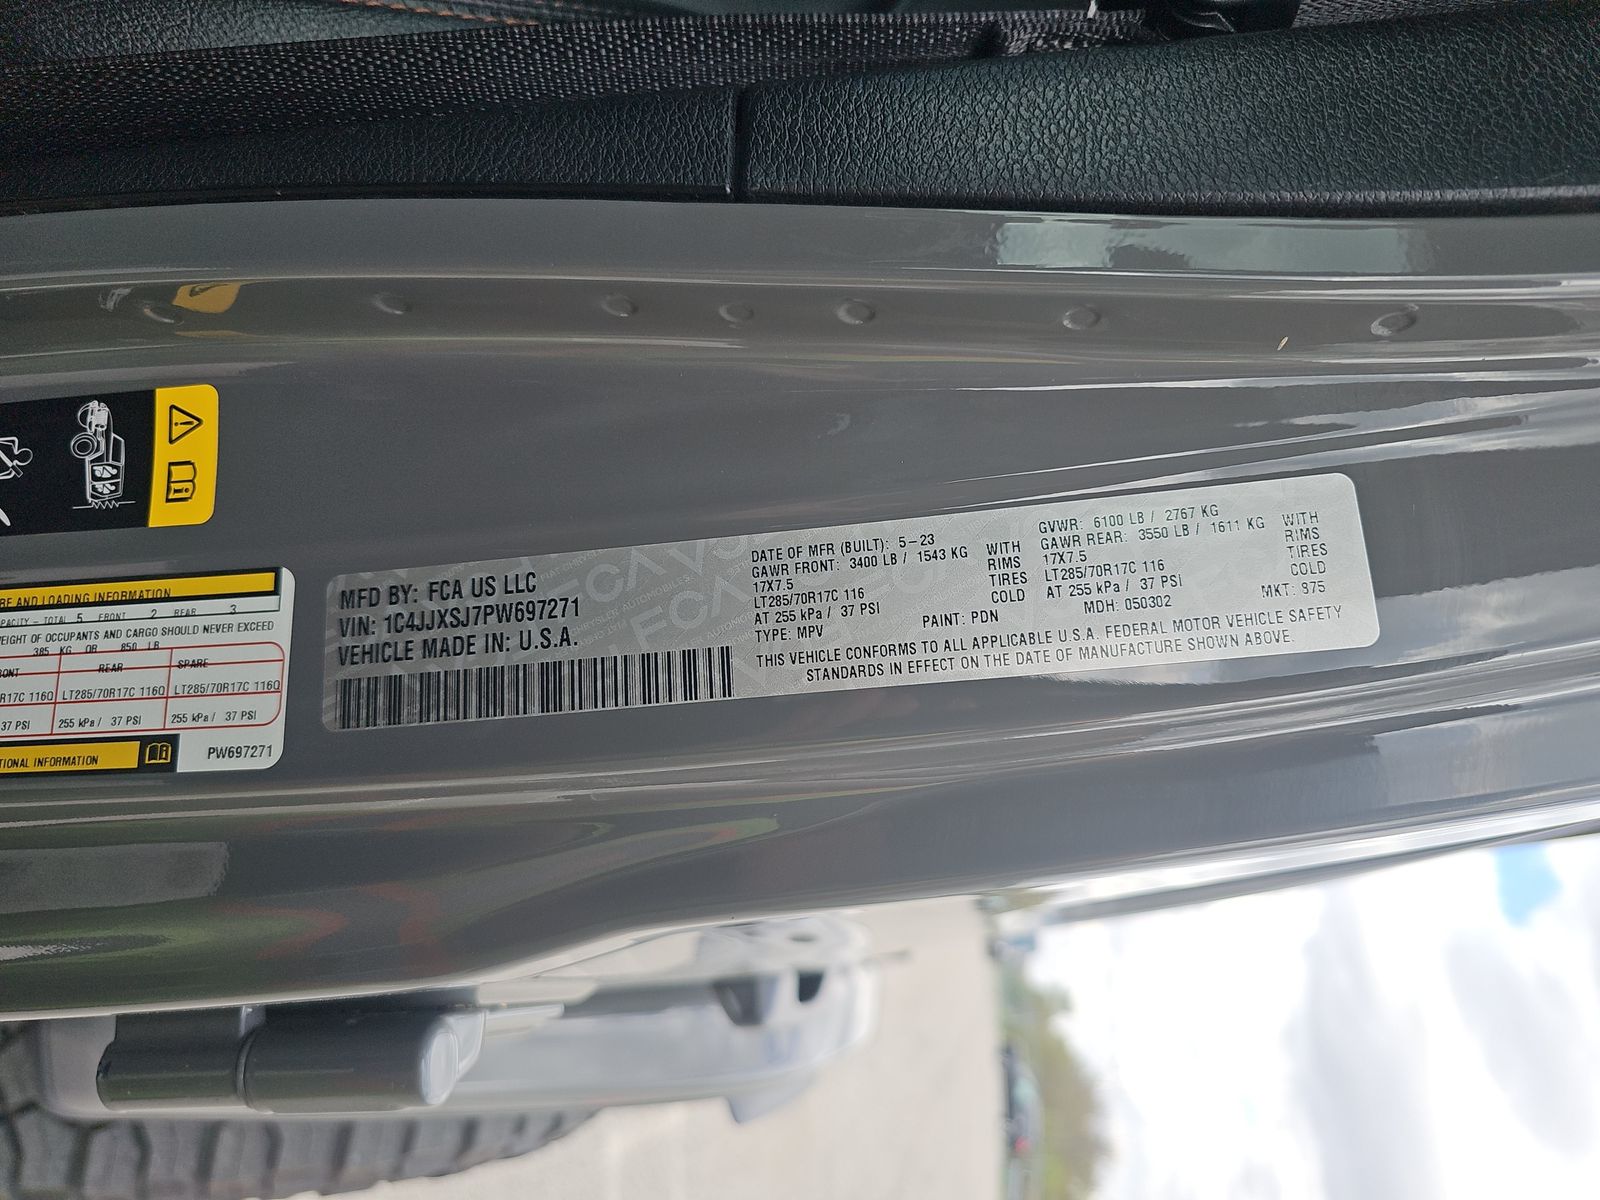 RE AND LOADING INFORMATION
TOTAL 5 FRONT 2 REAR 3
EIGHT OF OCCUPANTS AND CARGO SHOULD NEVER EXCEED
385 KG OR 850 LB
REAR SPARE
R17C 116Q LT285/70R17C 116Q LT285/70R17C 116Q
37 PSI 255 kPa / 37 PSI 255 kPa / 37 PSI
TIONAL INFORMATION
PW697271
MFD BY: FCA US LLC
VIN: 1C4JJXSJ7PW697271
VEHICLE MADE IN: U.S.A.
DATE OF MFR (BUILT): 5-23
GAWR FRONT: 3400 LB / 1543 KG WITH
17X7.5 RIMS
LT285/70R17C 116 TIRES
AT 255 kPa / 37 PSI COLD
TYPE: MPV PAINT: PDN
GVWR: 6100 LB / 2767 KG
GAWR REAR: 3550 LB / 1611 KG WITH
17X7.5 RIMS
LT285/70R17C 116 TIRES
AT 255 kPa / 37 PSI COLD
MDH: 050302 MKT: 875
THIS VEHICLE CONFORMS TO ALL APPLICABLE U.S.A. FEDERAL MOTOR VEHICLE SAFETY
STANDARDS IN EFFECT ON THE DATE OF MANUFACTURE SHOWN ABOVE.